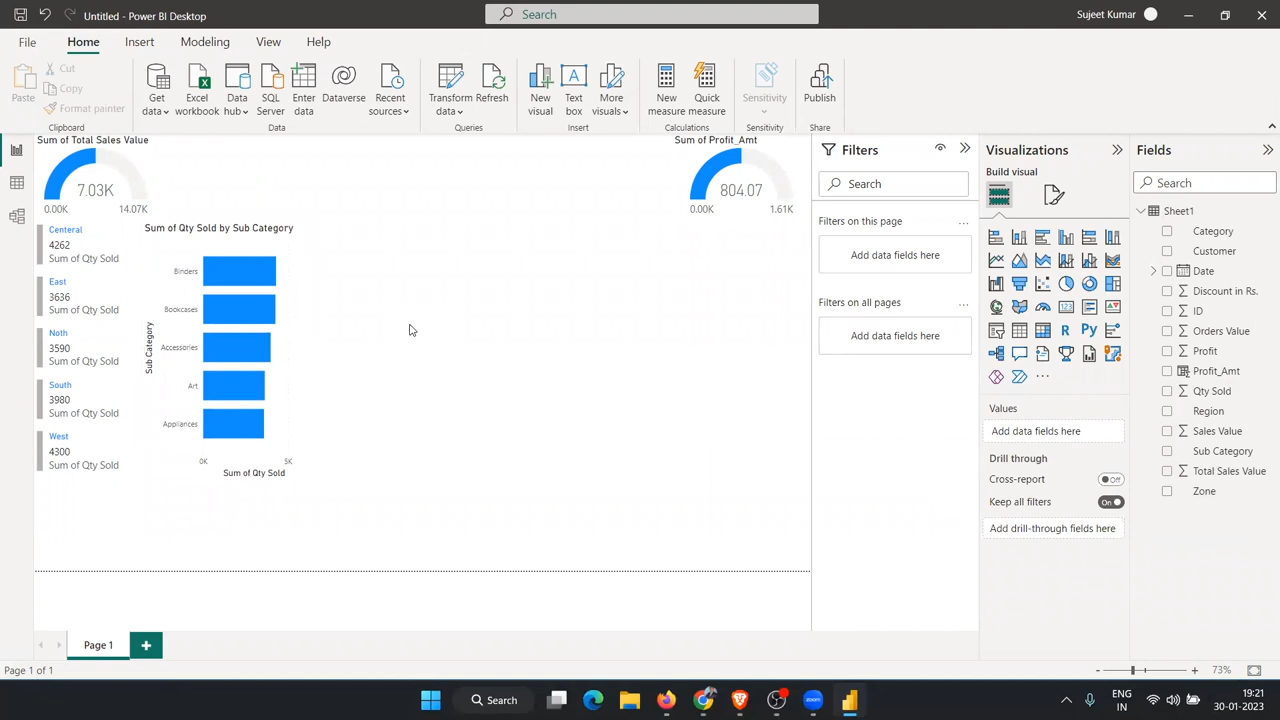 Untitled - Power BI Desktop
Search
Sujeet Kumar
File
Home
Insert
Modeling
View
Help
Paste
Cut
Copy
Format painter
Get data
Excel workbook
Data hub
SQL Server
Enter data
Dataverse
Recent sources
Transform data
Refresh
New visual
Text box
More visuals
New measure
Quick measure
Sensitivity
Publish
Clipboard
Data
Queries
Insert
Calculations
Sensitivity
Share
Sum of Total Sales Value
7.03K
0.00K
14.07K
Sum of Profit_Amt
804.07
0.00K
1.61K
Centeral
4262
Sum of Qty Sold
East
3636
Sum of Qty Sold
Noth
3590
Sum of Qty Sold
South
3980
Sum of Qty Sold
West
4300
Sum of Qty Sold
Sum of Qty Sold by Sub Category
Sub Category
Binders
Bookcases
Accessories
Art
Appliances
0K
5K
Sum of Qty Sold
Filters
Search
Filters on this page
...
Add data fields here
Filters on all pages
...
Add data fields here
Visualizations
Build visual
R
Py
123
...
Values
Add data fields here
Drill through
Cross-report
Off
Keep all filters
On
Add drill-through fields here
Fields
Search
Sheet1
Category
Customer
Date
Discount in Rs.
ID
Orders Value
Profit
Profit_Amt
Qty Sold
Region
Sales Value
Sub Category
Total Sales Value
Zone
Page 1
Page 1 of 1
73%
Search
ENG
IN
19:21
30-01-2023